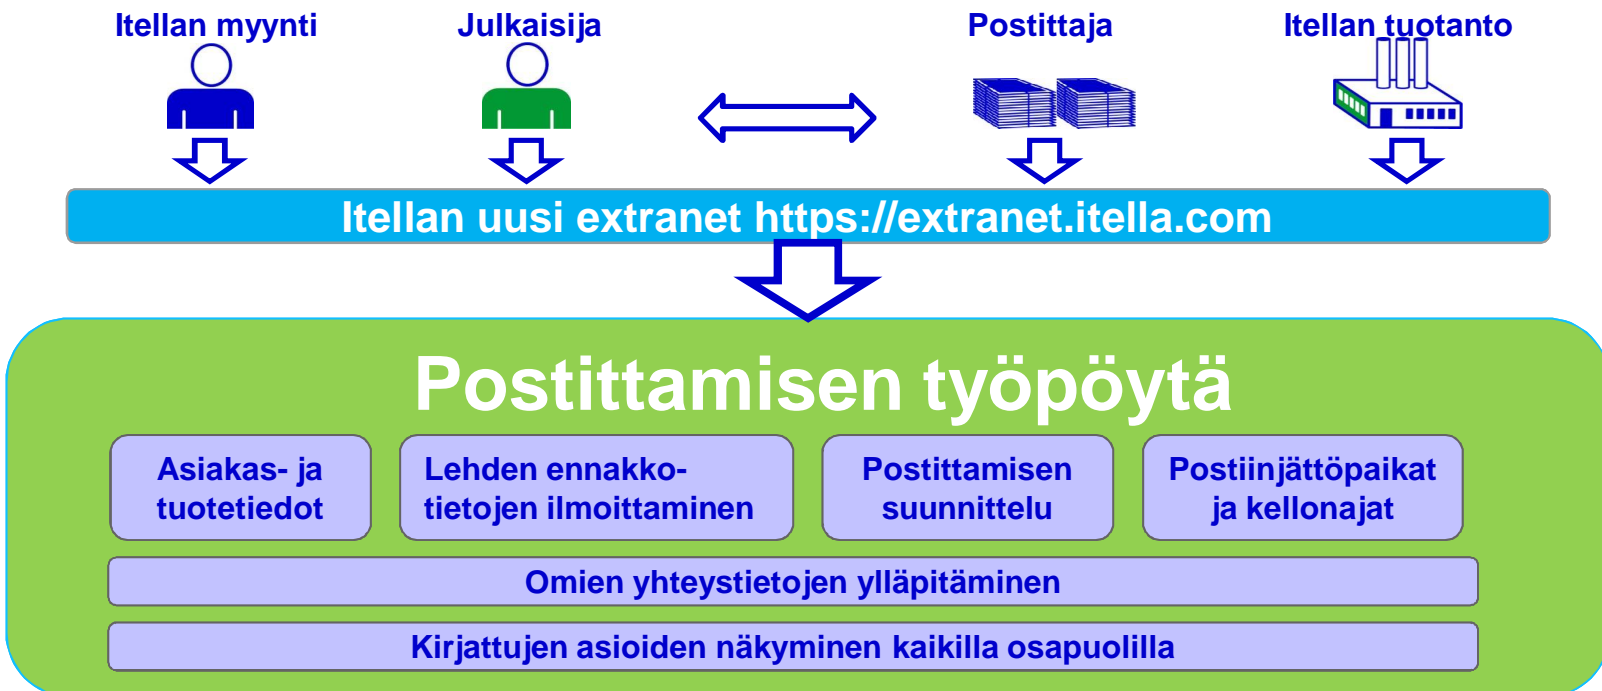 Itellan myynti
Julkaisija
Postittaja
Itellan tuotanto
Itellan uusi extranet https://extranet.itella.com
Postittamisen työpöytä
Asiakas- ja
tuotetiedot
Lehden ennakko-
tietojen ilmoittaminen
Postittamisen
suunnittelu
Postiinjättöpaikat
ja kellonajat
Omien yhteystietojen ylläpitäminen
Kirjattujen asioiden näkyminen kaikilla osapuolilla